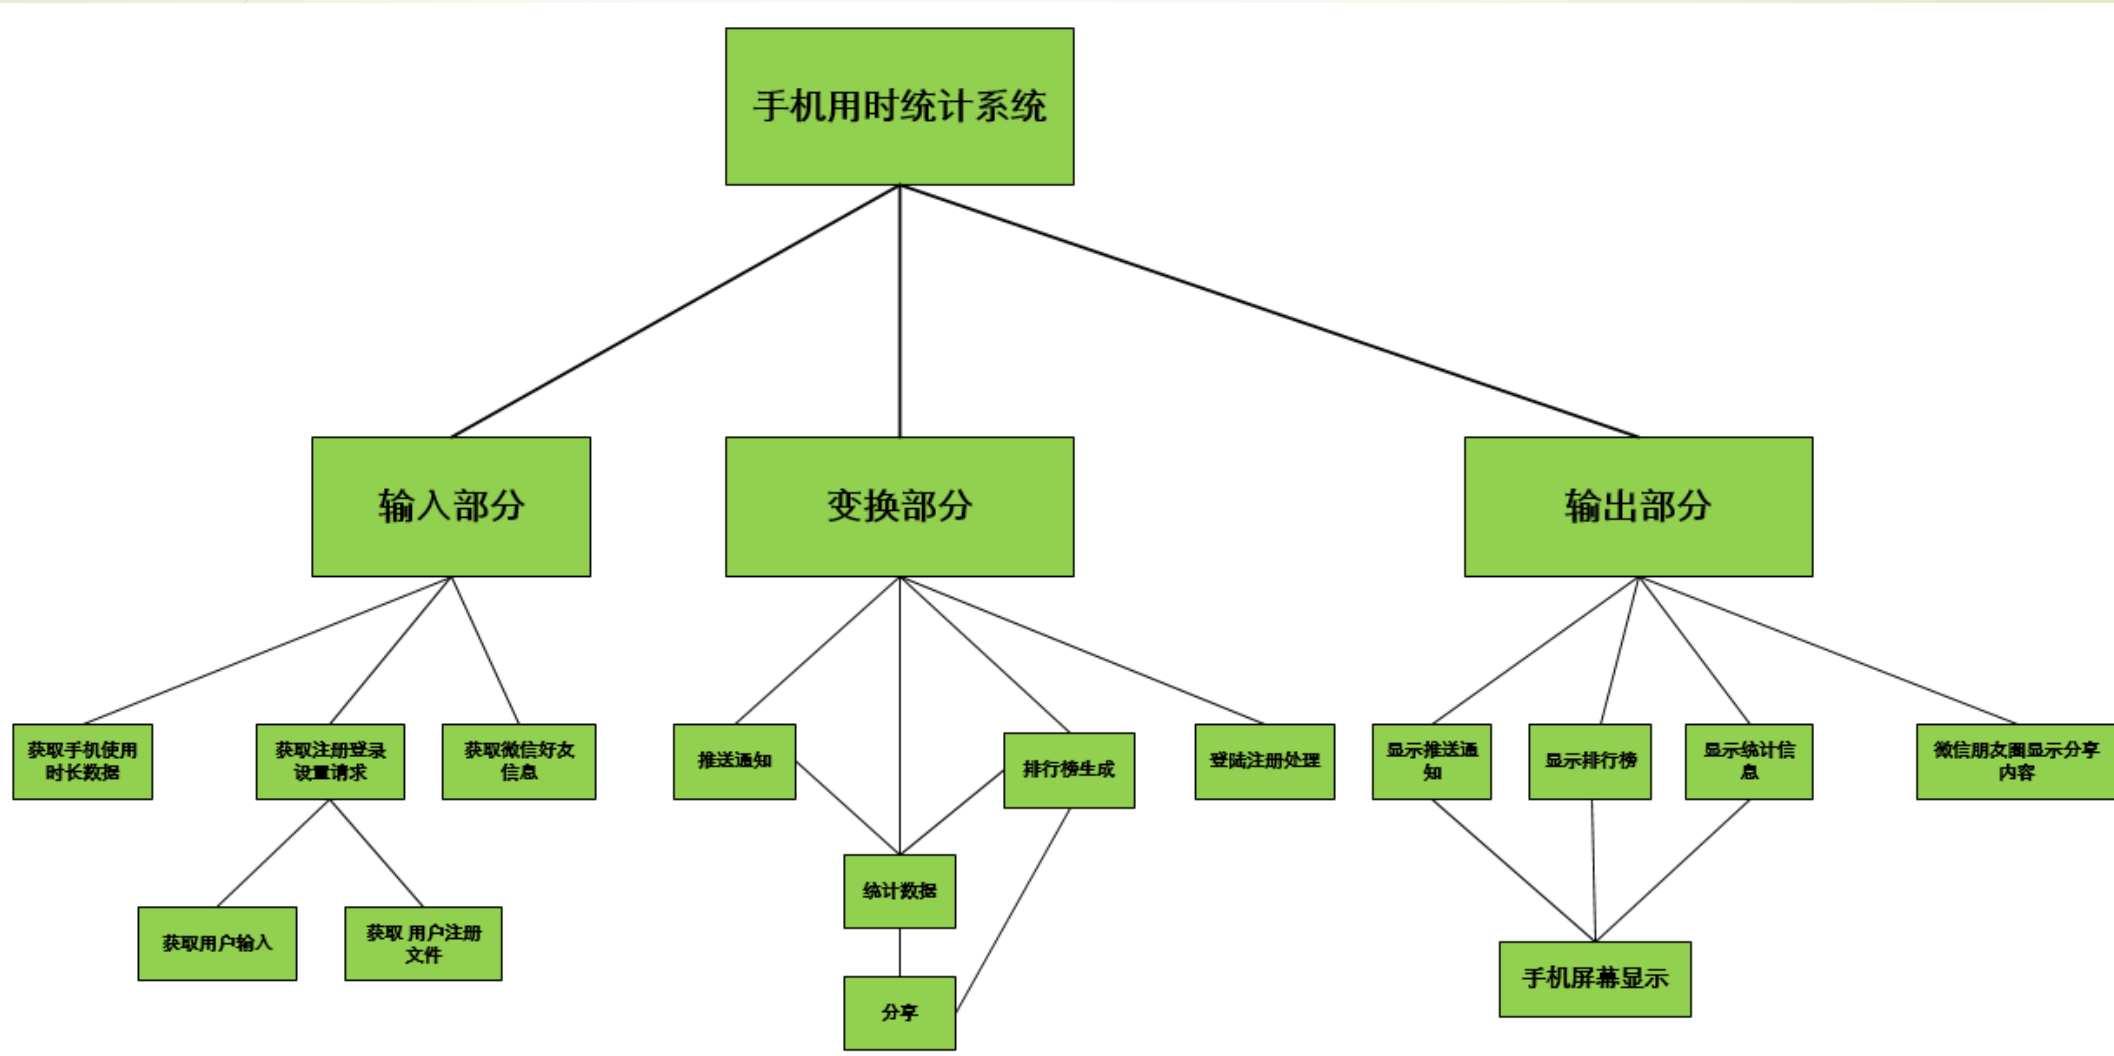 手机用时统计系统
输入部分
变换部分
输出部分
获取手机使用
时长数据
获取注册登录
设置请求
获取微信好友
信息
推送通知
排行榜生成
登陆注册处理
显示推送通
知
显示排行榜
显示统计信
息
微信朋友圈显示分享
内容
统计数据
获取用户输入
获取 用户注册
文件
手机屏幕显示
分享